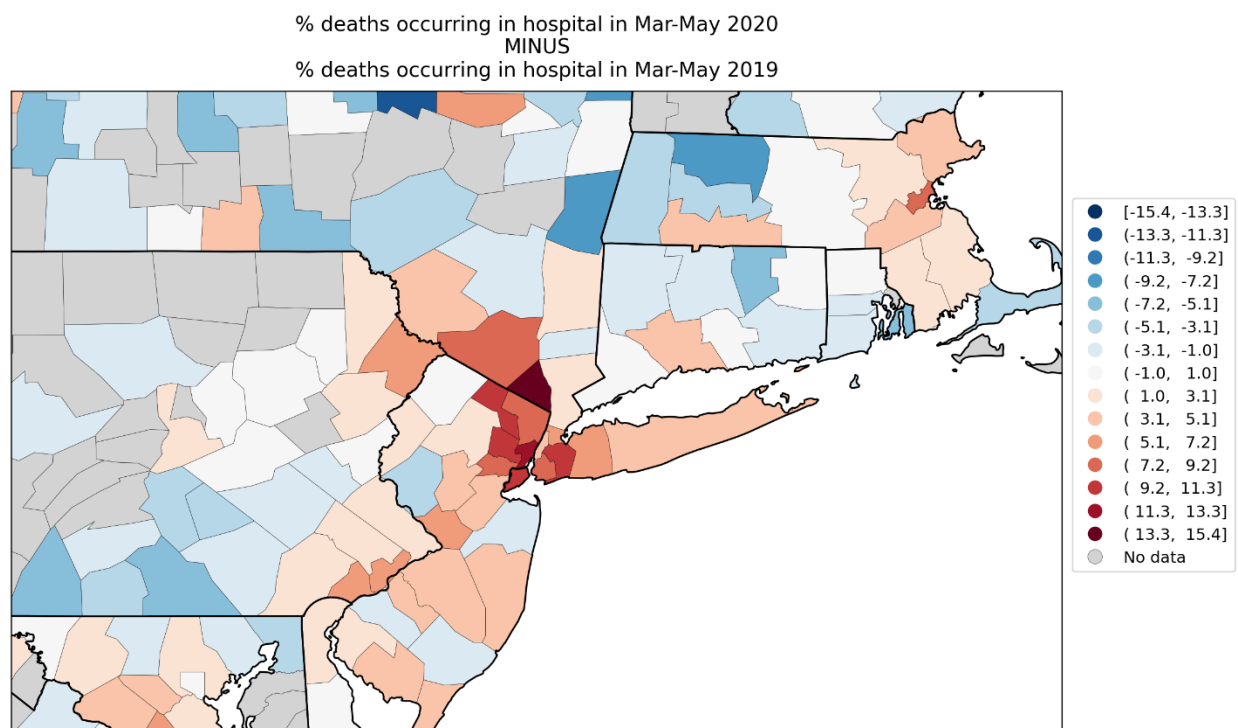 % deaths occurring in hospital in Mar-May 2020
MINUS
% deaths occurring in hospital in Mar-May 2019
[-15.4, -13.3]
(-13.3, -11.3]
(-11.3, -9.2]
( -9.2, -7.2]
( -7.2, -5.1]
( -5.1, -3.1]
( -3.1, -1.0]
( -1.0, 1.0]
( 1.0, 3.1]
( 3.1, 5.1]
( 5.1, 7.2]
( 7.2, 9.2]
( 9.2, 11.3]
( 11.3, 13.3]
( 13.3, 15.4]
No data